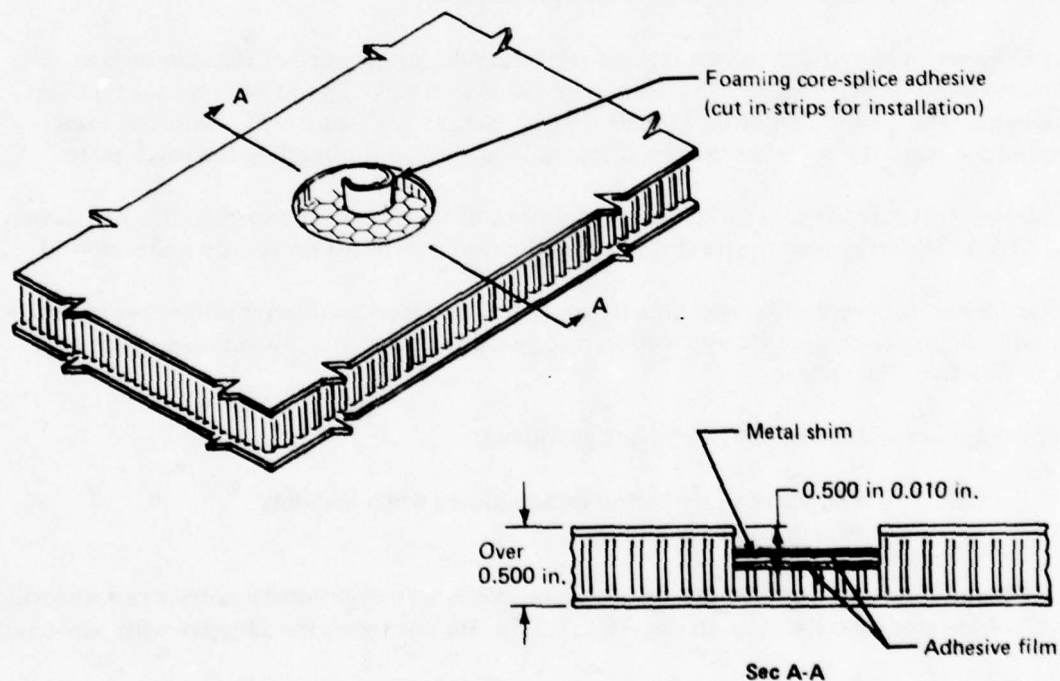 A
Foaming core-splice adhesive
(cut in strips for installation)
A
Metal shim
0.500 in 0.010 in.
Over
0.500 in.
Adhesive film
Sec A-A